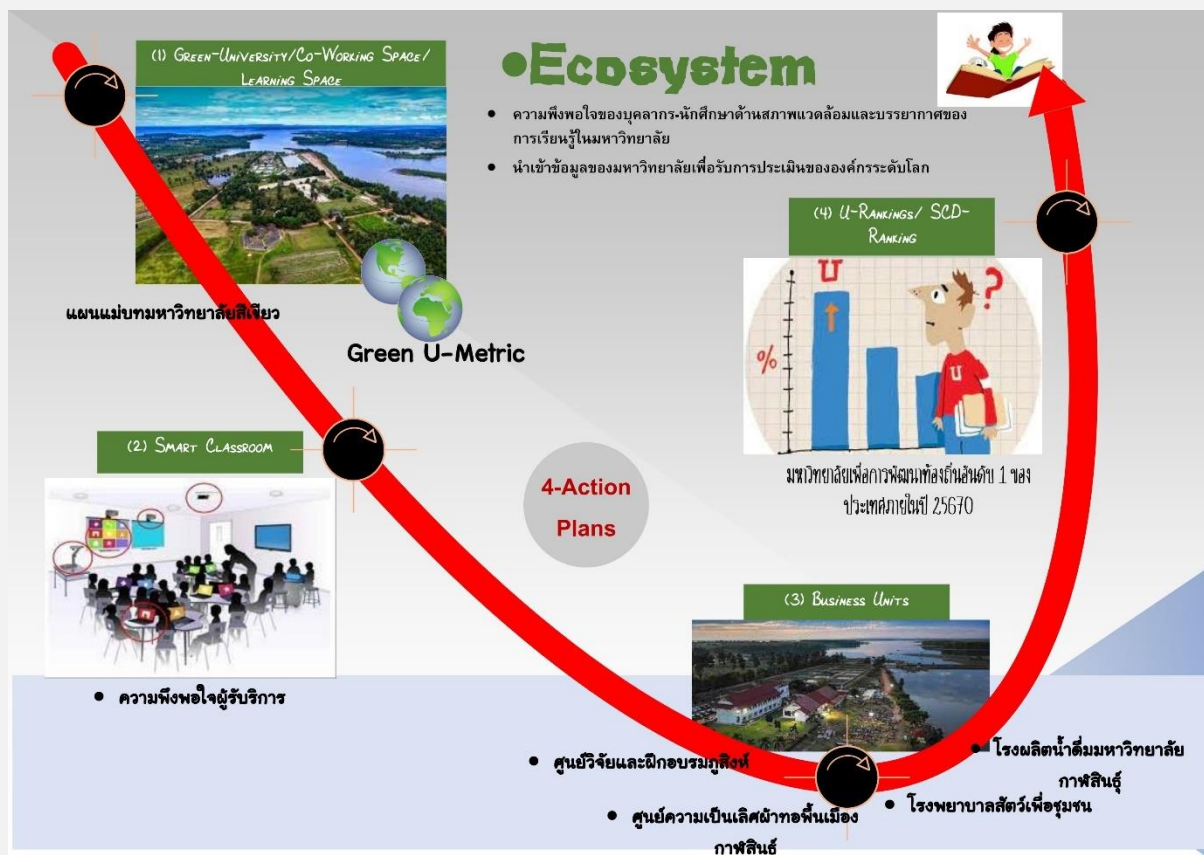 (1) Green-University/Co-Working Space/
Learning Space
•Ecosystem
• ความพึงพอใจของบุคลากร-นักศึกษาด้านสภาพแวดล้อมและบรรยากาศของ
การเรียนรู้ในมหาวิทยาลัย
• นำเข้าข้อมูลของมหาวิทยาลัยเพื่อรับการประเมินขององค์กรระดับโลก
แผนแม่บทมหาวิทยาลัยสีเขียว
Green U-Metric
(4) U-Rankings/ SCD-
Ranking
U
?
%
U
มหาวิทยาลัยเพื่อการพัฒนาท้องถิ่นอันดับ 1 ของ
ประเทศภายในปี 25670
(2) Smart Classroom
• ความพึงพอใจผู้รับริการ
4-Action
Plans
(3) Business Units
• ศูนย์วิจัยและฝึกอบรมภูสิงห์
• ศูนย์ความเป็นเลิศผ้าทอพื้นเมือง
กาฬสินธุ์
• โรงพยาบาลสัตว์เพื่อชุมชน
• โรงผลิตน้ำดื่มมหาวิทยาลัย
กาฬสินธุ์